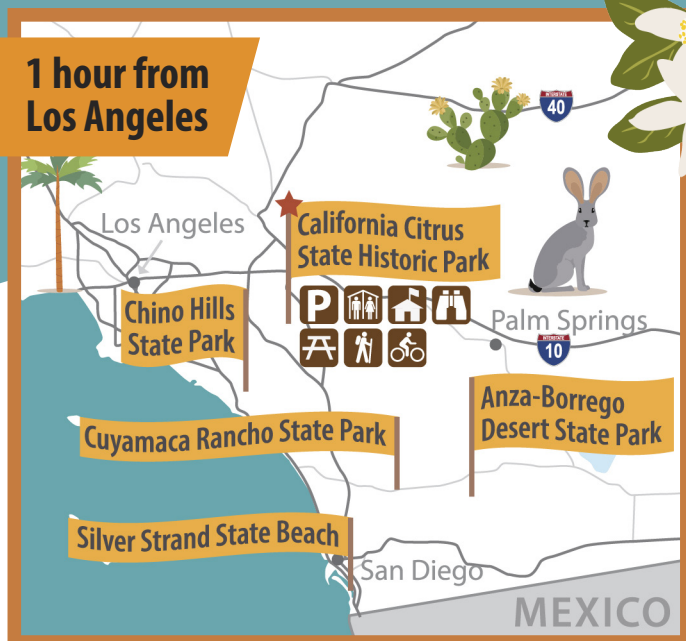 1 hour from
Los Angeles
INTERSTATE
40
Los Angeles
California Citrus
State Historic Park
P
Chino Hills
State Park
Palm Springs
INTERSTATE
10
Anza-Borrego
Desert State Park
Cuyamaca Rancho State Park
Silver Strand State Beach
San Diego
MEXICO